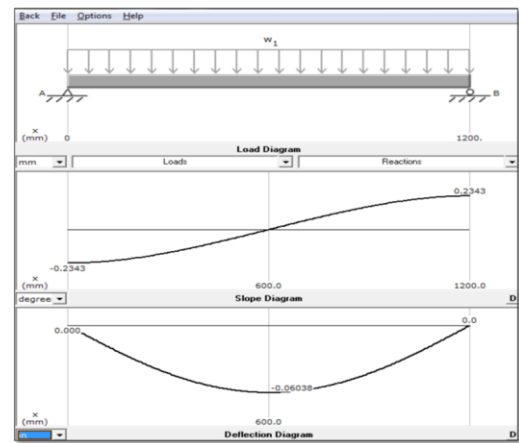 Back File Options Help
w1
A
B
x
(mm)
0
1200.
Load Diagram
mm
Loads
Reactions
0.2343
-0.2343
x
(mm)
600.0
1200.0
degree
Slope Diagram
D
0.000
0.0
-0.06038
x
(mm)
600.0
in
Deflection Diagram
D